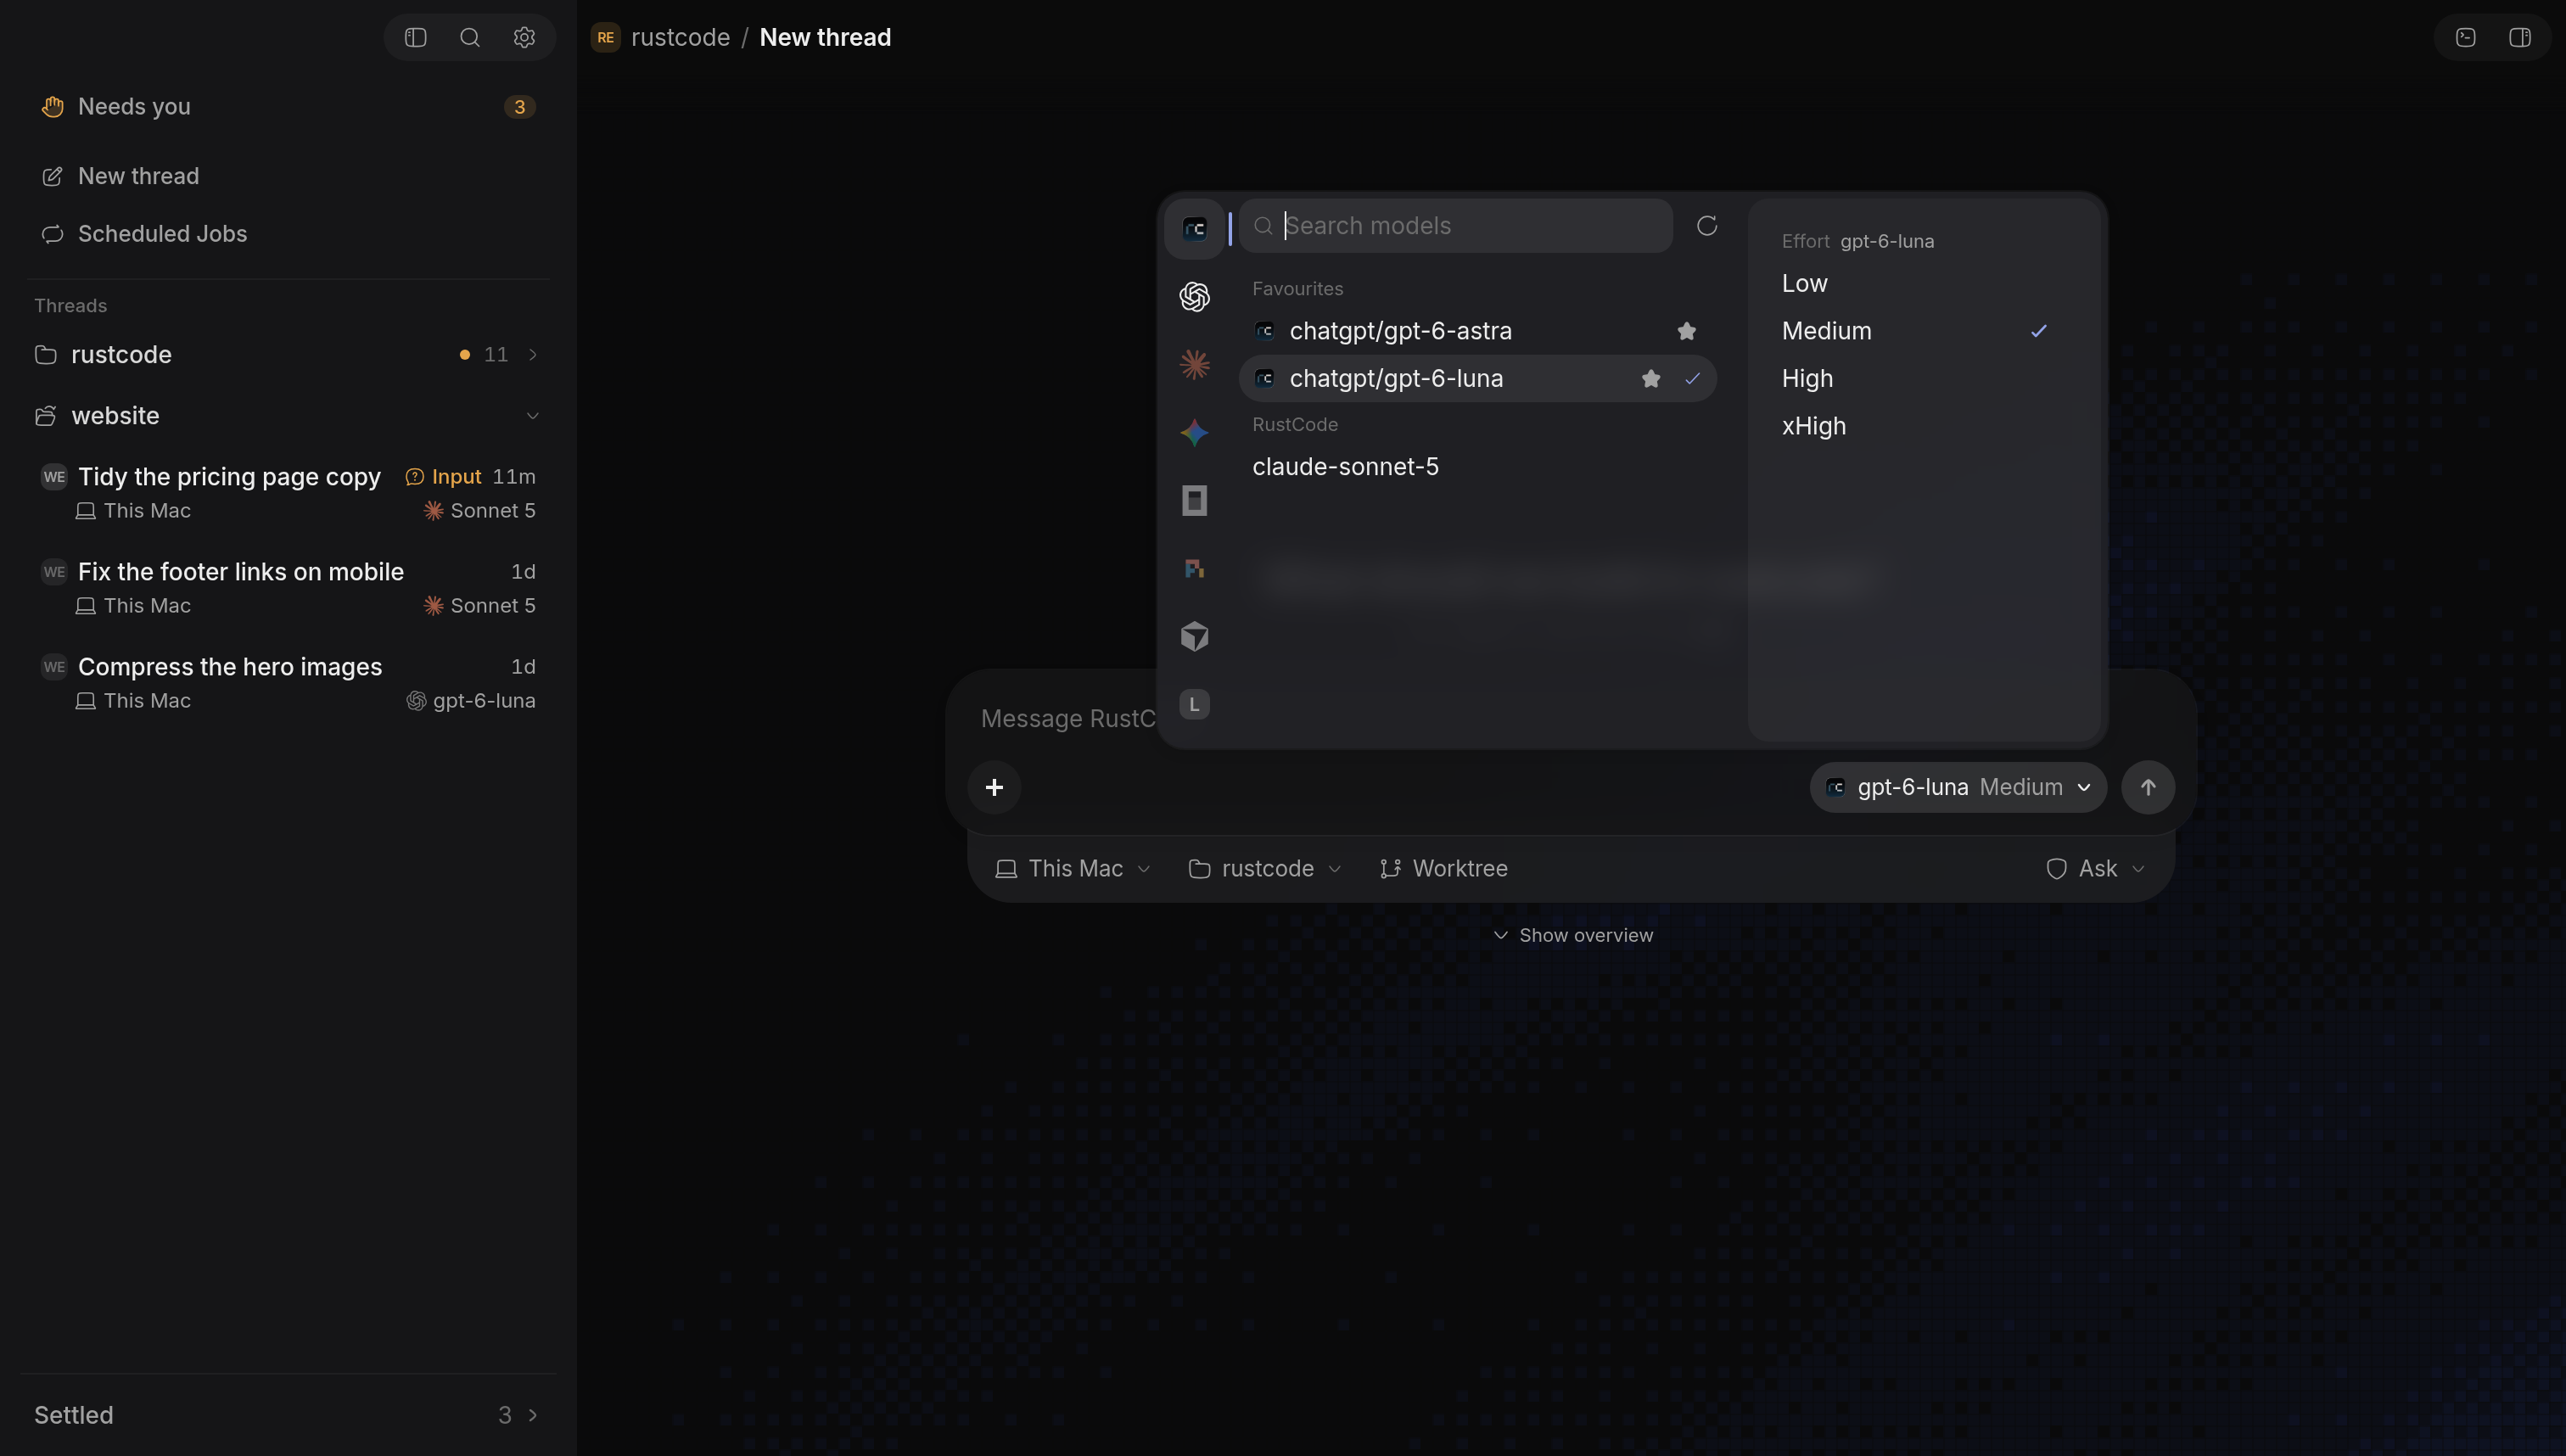 RE rustcode / New thread
Needs you 3
New thread
Scheduled Jobs
Threads
rustcode 11
website
WE Tidy the pricing page copy Input 11m
This Mac Sonnet 5
WE Fix the footer links on mobile 1d
This Mac Sonnet 5
WE Compress the hero images 1d
This Mac gpt-6-luna
Settled 3
Search models
Favourites
chatgpt/gpt-6-astra
chatgpt/gpt-6-luna
RustCode
claude-sonnet-5
L
Effort gpt-6-luna
Low
Medium
High
xHigh
Message RustC
gpt-6-luna Medium
This Mac rustcode Worktree Ask
Show overview